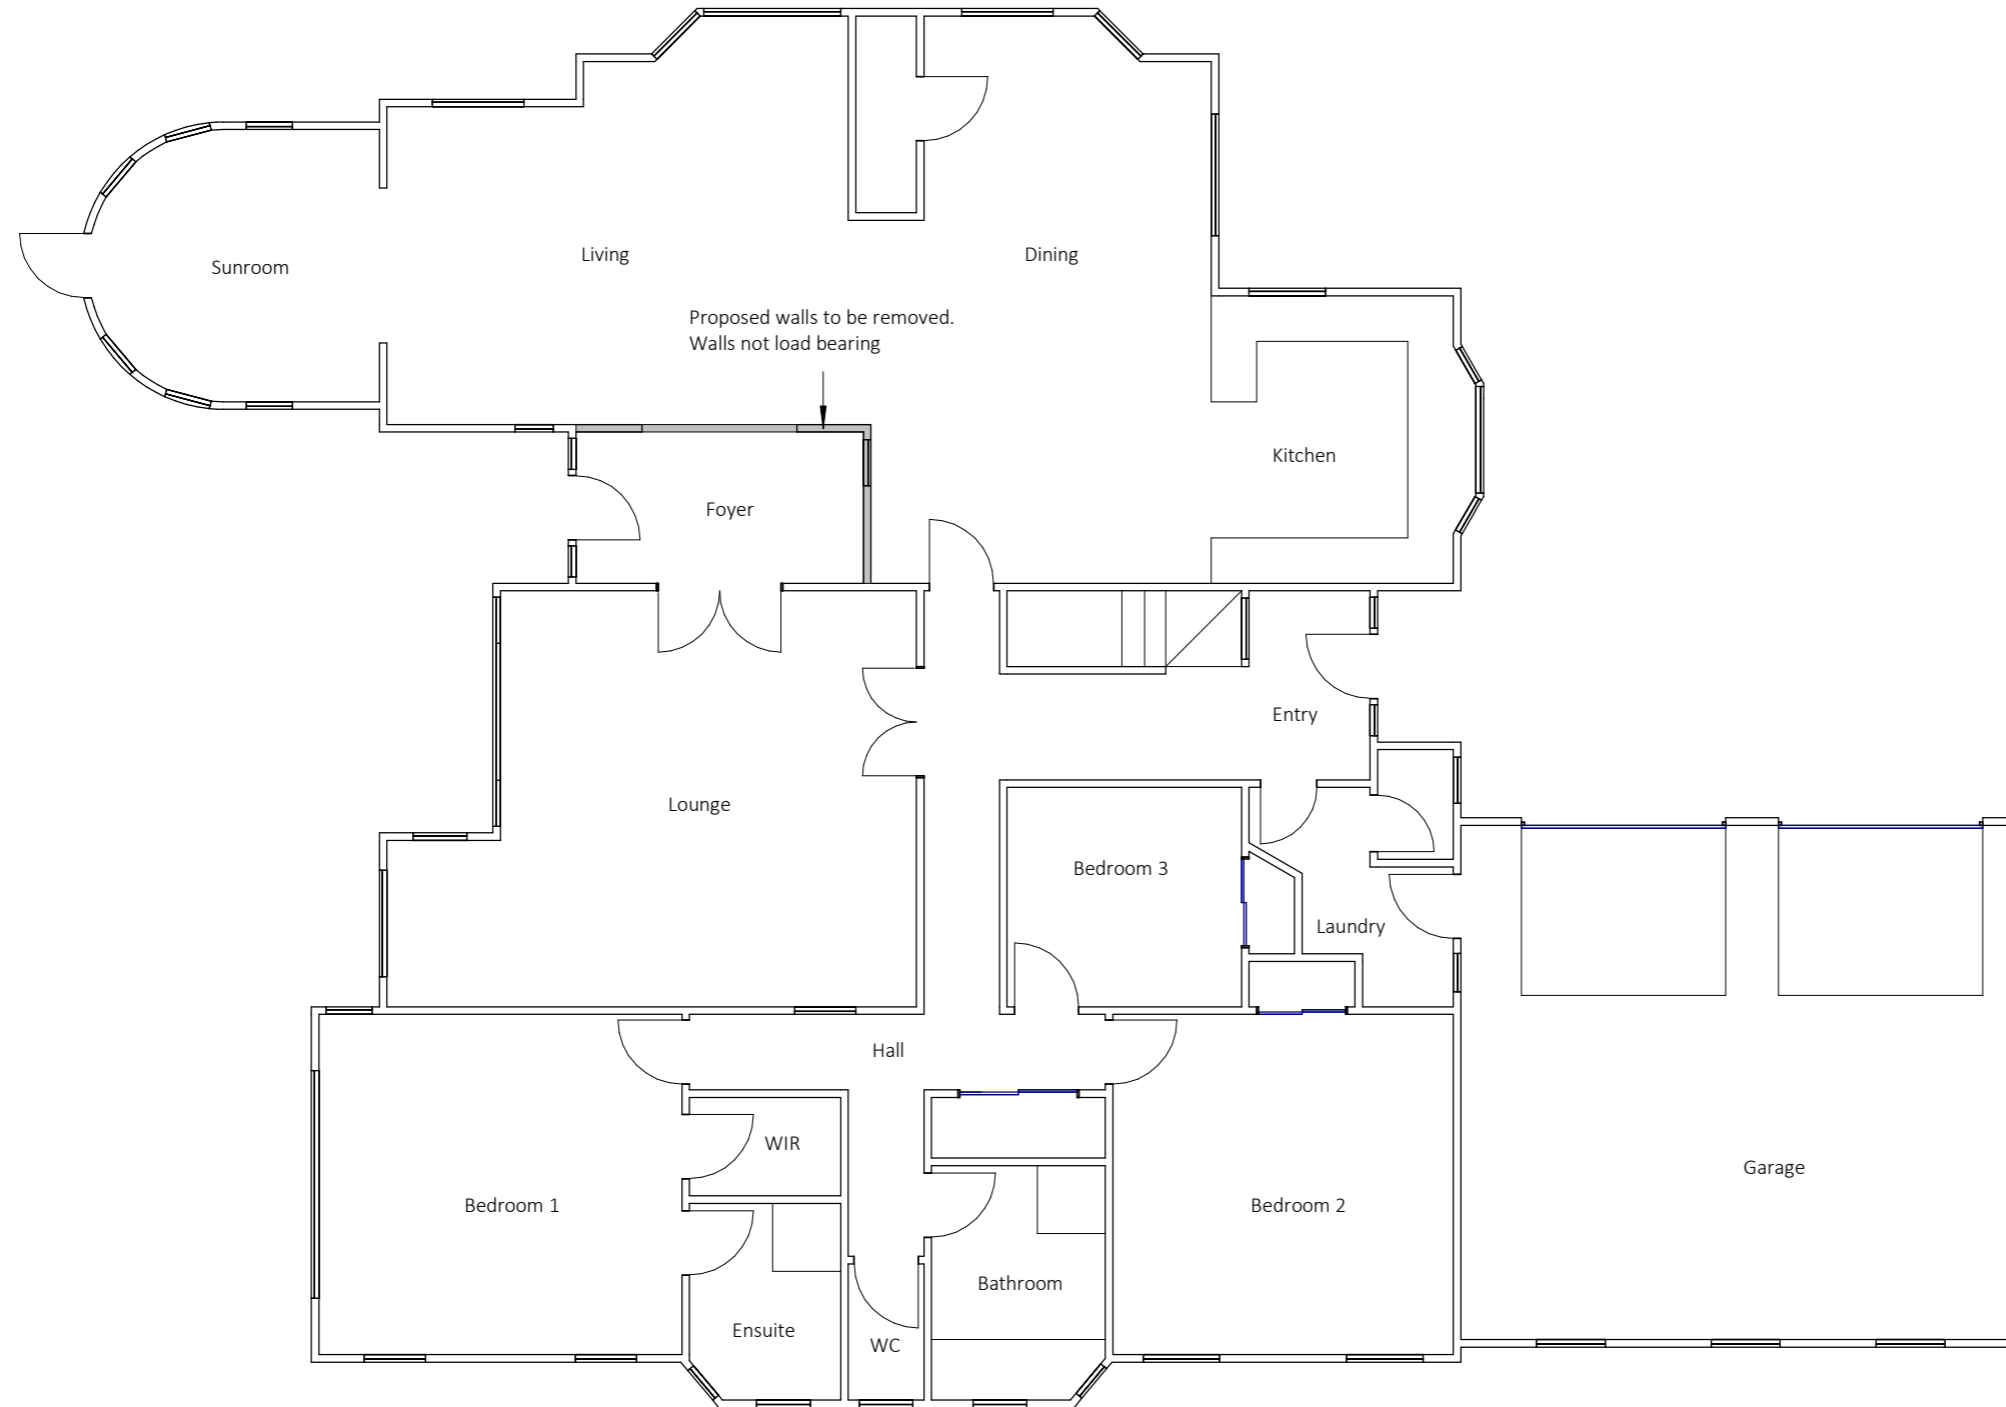 Sunroom
Living
Dining
Proposed walls to be removed.
Walls not load bearing
Kitchen
Foyer
Entry
Lounge
Bedroom 3
Laundry
Hall
WIR
Garage
Bedroom 1
Bedroom 2
Bathroom
Ensuite
WC